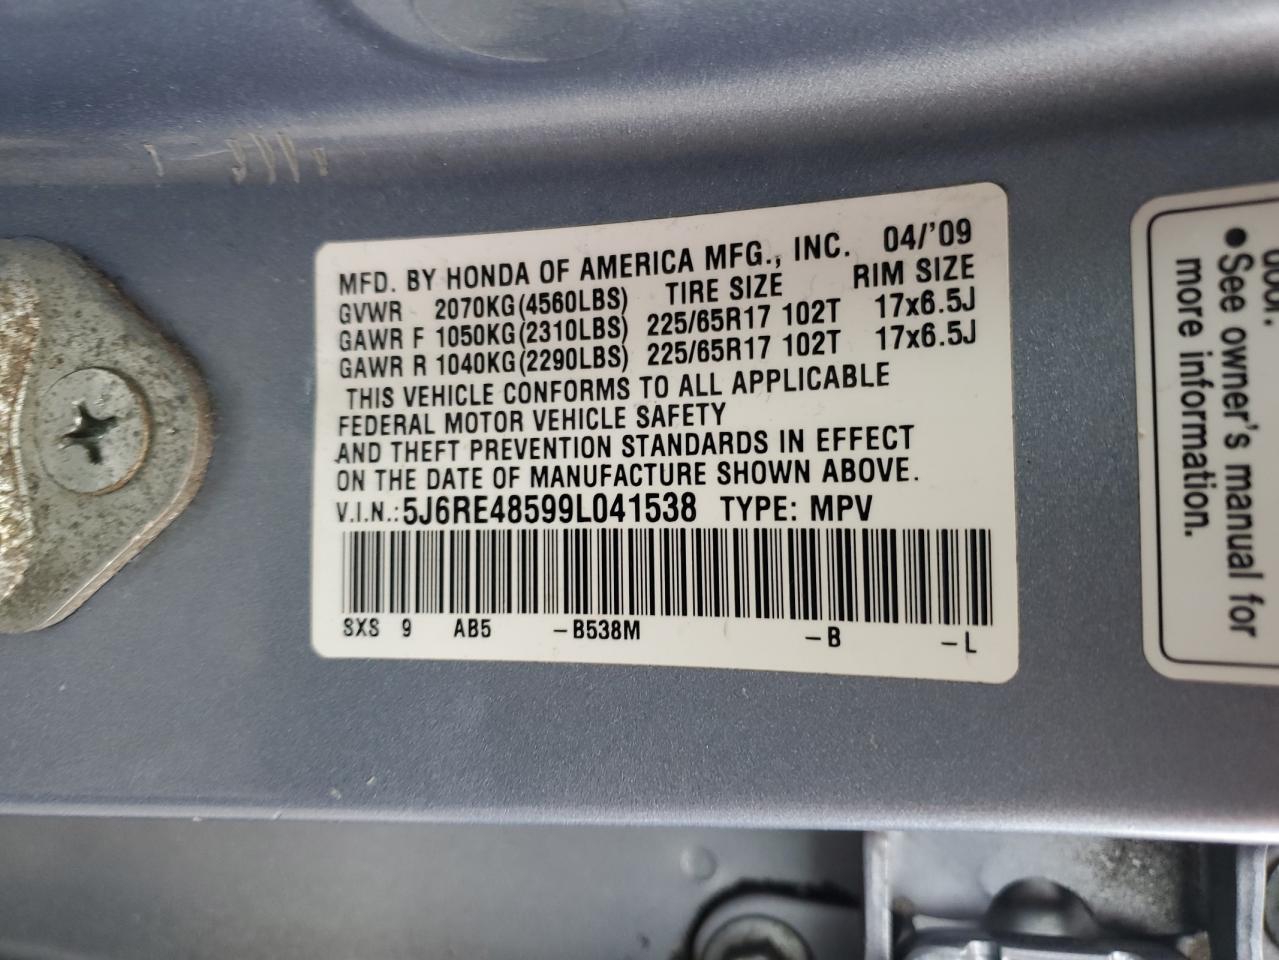 MFD. BY HONDA OF AMERICA MFG., INC. 04/'09
GVWR 2070KG(4560LBS) TIRE SIZE RIM SIZE
GAWR F 1050KG(2310LBS) 225/65R17 102T 17x6.5J
GAWR R 1040KG(2290LBS) 225/65R17 102T 17x6.5J
THIS VEHICLE CONFORMS TO ALL APPLICABLE
FEDERAL MOTOR VEHICLE SAFETY
AND THEFT PREVENTION STANDARDS IN EFFECT
ON THE DATE OF MANUFACTURE SHOWN ABOVE.
V.I.N.:5J6RE48599L041538 TYPE: MPV
SXS 9 AB5 -B538M -B -L
●See owner's manual for
more information.